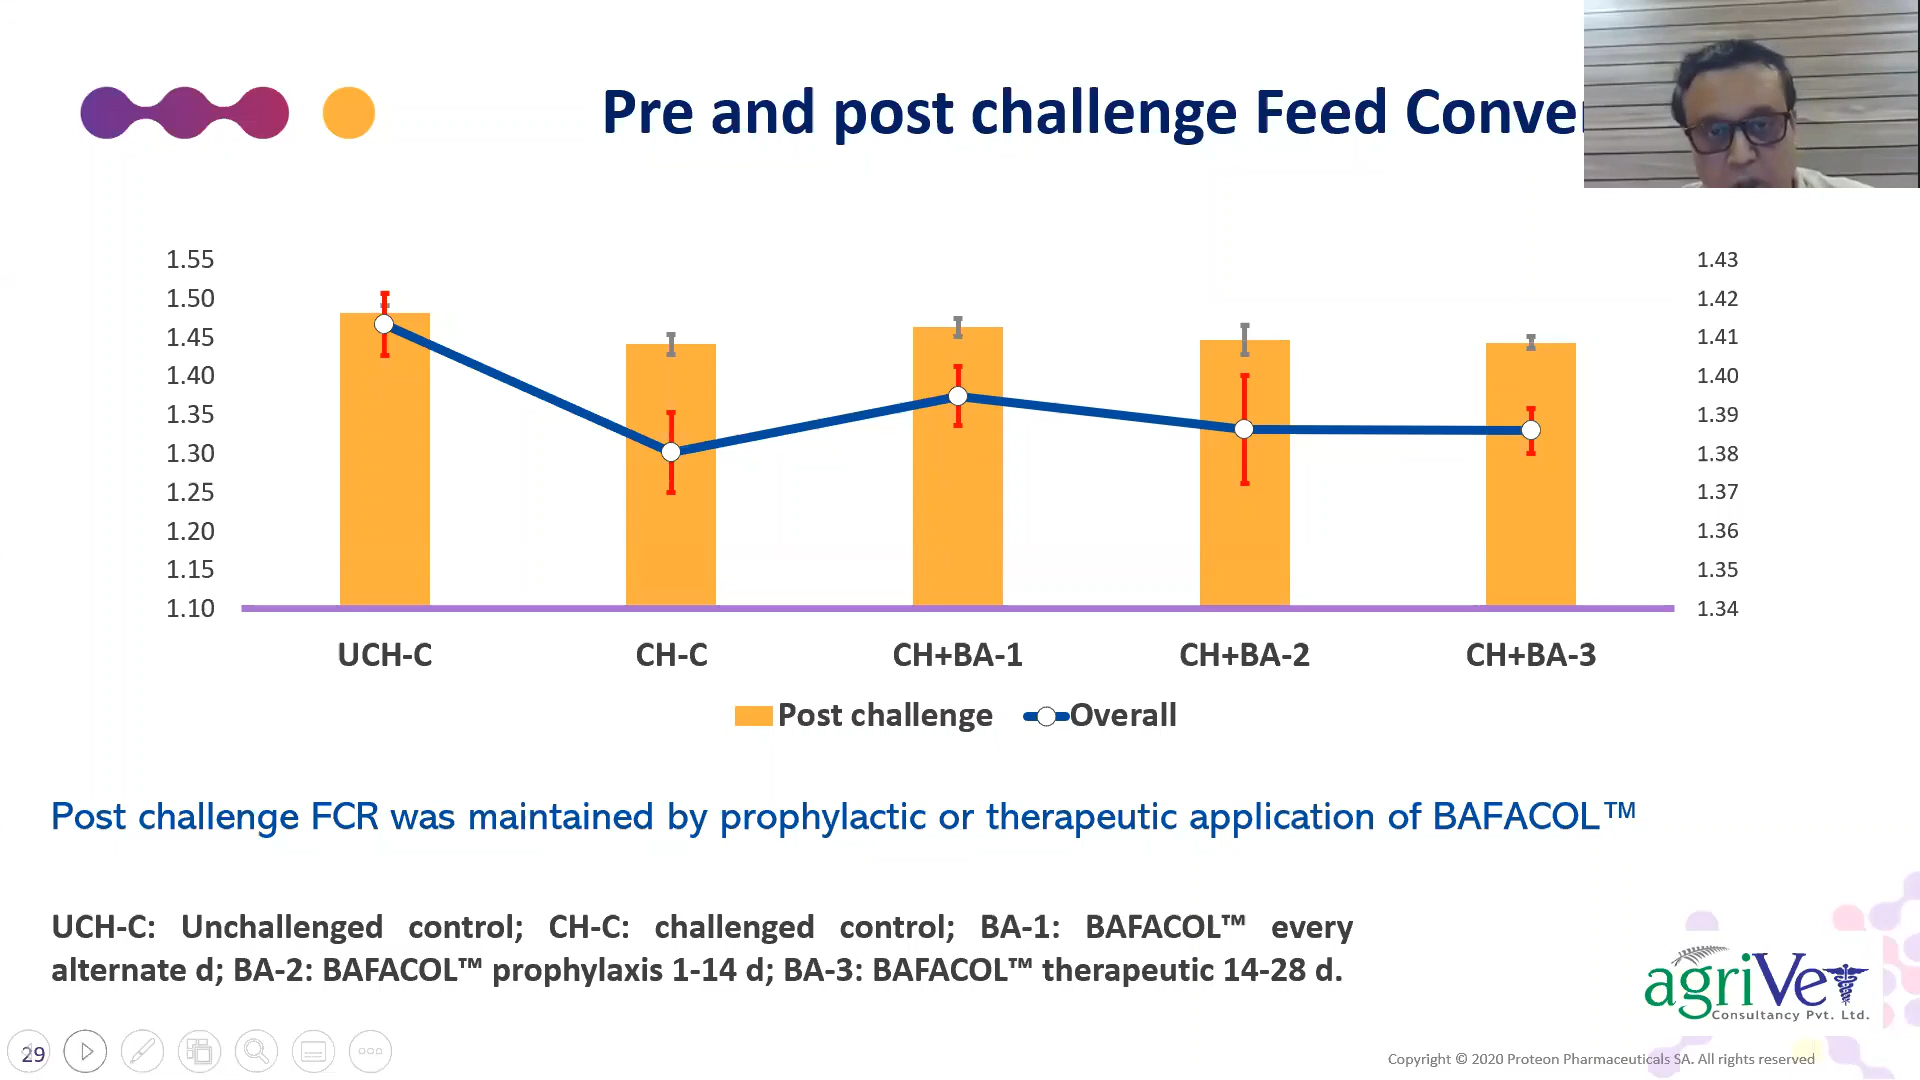 Pre and post challenge Feed Conve
1.55 1.43
1.50 1.42
1.45 1.41
1.40 1.40
1.35 1.39
1.30 1.38
1.25 1.37
1.20 1.36
1.15 1.35
1.10 1.34
UCH-C CH-C CH+BA-1 CH+BA-2 CH+BA-3
Post challenge Overall
Post challenge FCR was maintained by prophylactic or therapeutic application of BAFACOL™
UCH-C: Unchallenged control; CH-C: challenged control; BA-1: BAFACOL™ every
alternate d; BA-2: BAFACOL™ prophylaxis 1-14 d; BA-3: BAFACOL™ therapeutic 14-28 d.
agriVet
Consultancy Pvt. Ltd.
29
Copyright © 2020 Proteon Pharmaceuticals SA. All rights reserved